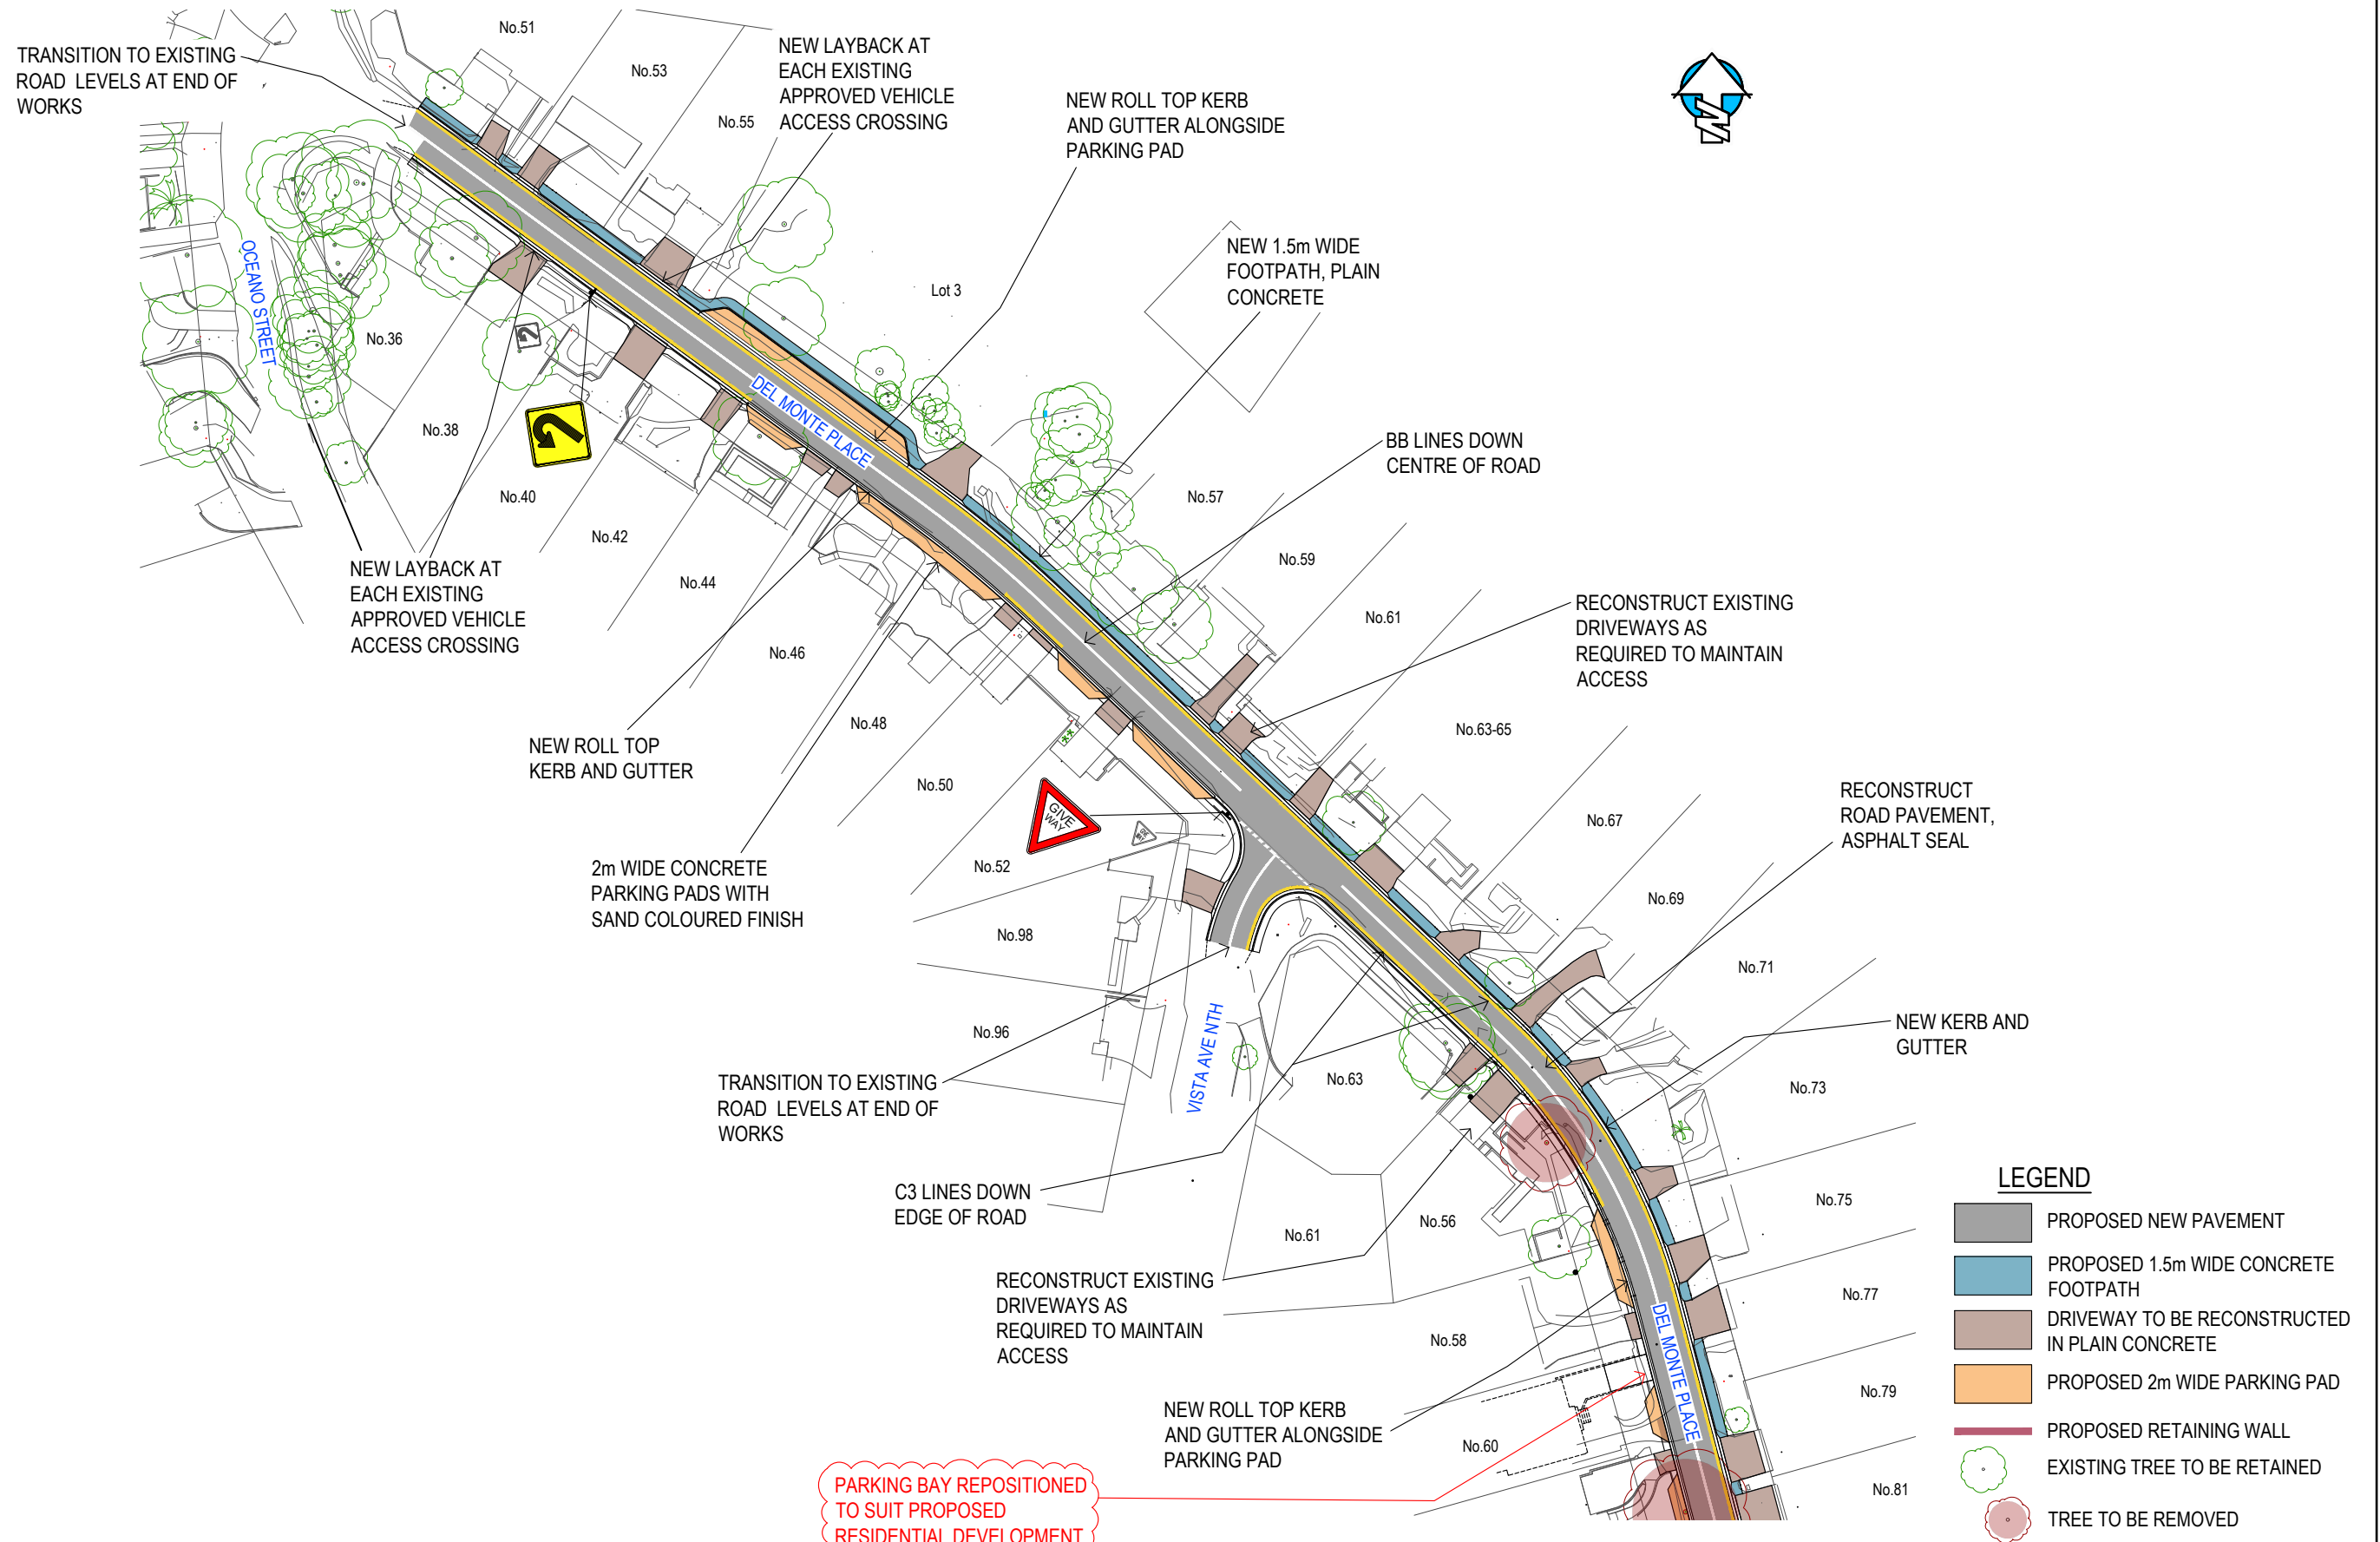 No.51
TRANSITION TO EXISTING
ROAD LEVELS AT END OF
WORKS
No.53
NEW LAYBACK AT
EACH EXISTING
APPROVED VEHICLE
ACCESS CROSSING
No.55
NEW ROLL TOP KERB
AND GUTTER ALONGSIDE
PARKING PAD
N
NEW 1.5m WIDE
FOOTPATH, PLAIN
CONCRETE
Lot 3
OCEANO STREET
No.36
No.38
DEL MONTE PLACE
BB LINES DOWN
CENTRE OF ROAD
No.40
No.57
No.42
No.59
NEW LAYBACK AT
EACH EXISTING
APPROVED VEHICLE
ACCESS CROSSING
No.44
No.61
RECONSTRUCT EXISTING
DRIVEWAYS AS
REQUIRED TO MAINTAIN
ACCESS
No.46
No.48
No.63-65
NEW ROLL TOP
KERB AND GUTTER
No.50
RECONSTRUCT
ROAD PAVEMENT,
ASPHALT SEAL
GIVE
WAY
No.67
2m WIDE CONCRETE
PARKING PADS WITH
SAND COLOURED FINISH
No.52
No.69
No.98
No.71
No.96
NEW KERB AND
GUTTER
VISTA AVE NTH
TRANSITION TO EXISTING
ROAD LEVELS AT END OF
WORKS
No.63
No.73
C3 LINES DOWN
EDGE OF ROAD
No.61
No.56
No.75
RECONSTRUCT EXISTING
DRIVEWAYS AS
REQUIRED TO MAINTAIN
ACCESS
No.77
No.58
DEL MONTE PLACE
No.79
NEW ROLL TOP KERB
AND GUTTER ALONGSIDE
PARKING PAD
No.60
No.81
PARKING BAY REPOSITIONED
TO SUIT PROPOSED
RESIDENTIAL DEVELOPMENT
LEGEND
PROPOSED NEW PAVEMENT
PROPOSED 1.5m WIDE CONCRETE
FOOTPATH
DRIVEWAY TO BE RECONSTRUCTED
IN PLAIN CONCRETE
PROPOSED 2m WIDE PARKING PAD
PROPOSED RETAINING WALL
EXISTING TREE TO BE RETAINED
TREE TO BE REMOVED